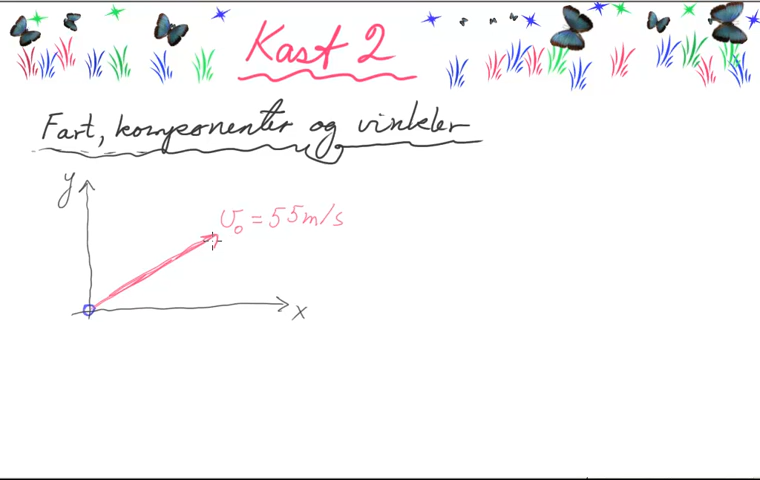 Kast 2
Fart, komponenter og vinkler
y
v₀ = 55 m/s
x